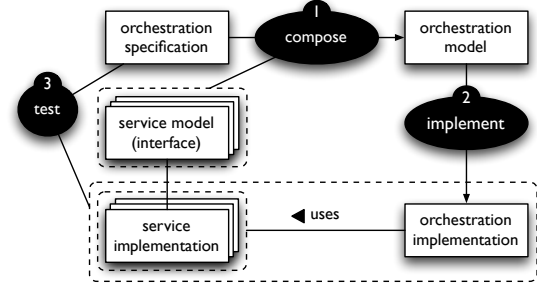 1
orchestration
specification
compose
orchestration
model
3
test
2
implement
service model
(interface)
service
implementation
uses
orchestration
implementation